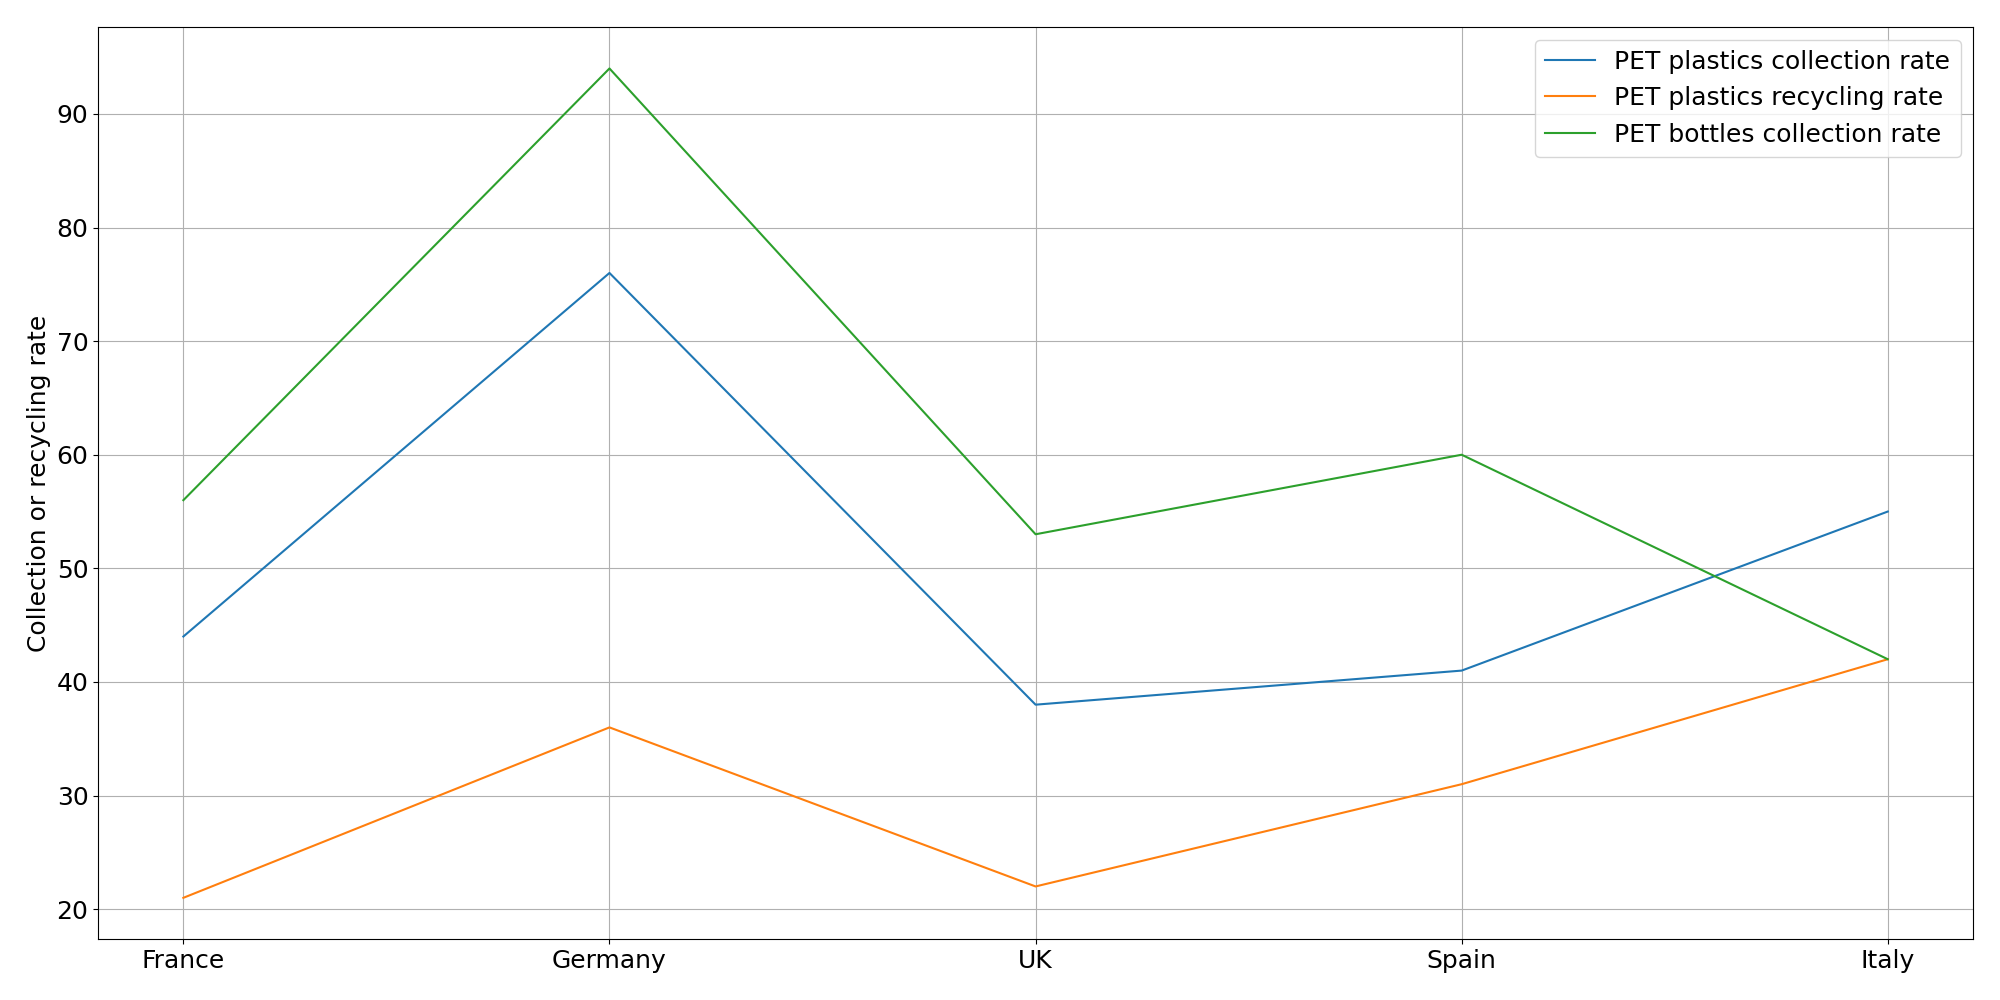 PET plastics collection rate
PET plastics recycling rate
PET bottles collection rate
Collection or recycling rate
90
80
70
60
50
40
30
20
France Germany UK Spain Italy